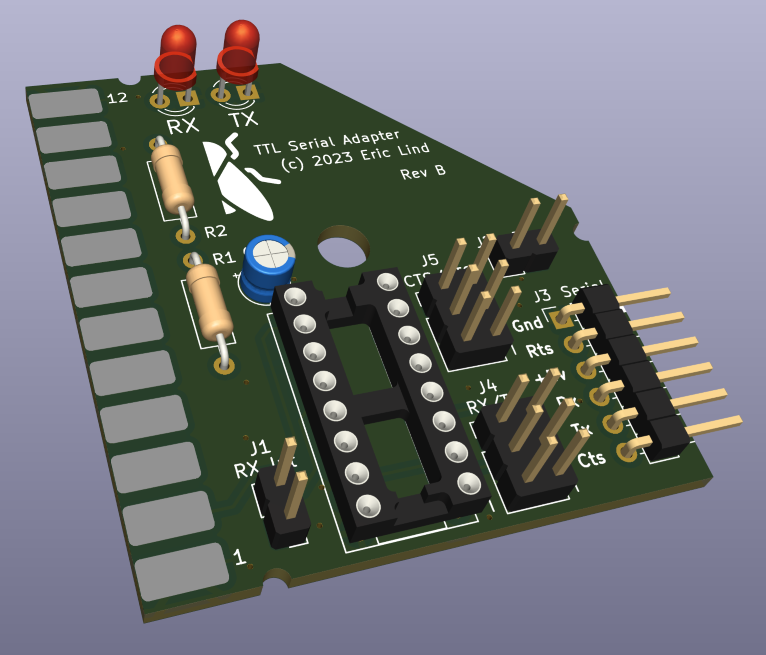 12
RX TX
TTL Serial Adapter
(c) 2023 Eric Lind
Rev B
R2
R1
+
J5
J3
Gnd
Rts
J4
Tx
Cts
J1
RX
1